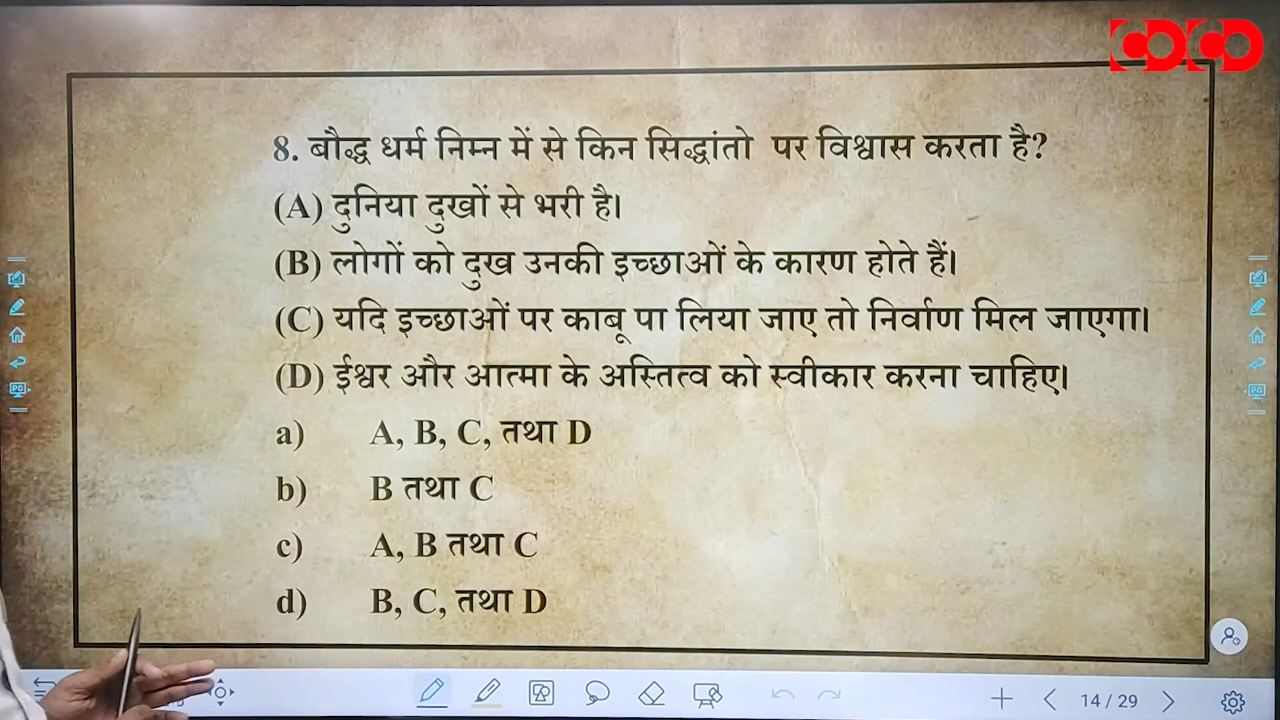 COCO
8. बौद्ध धर्म निम्न में से किन सिद्धांतो पर विश्वास करता है?
(A) दुनिया दुखों से भरी है।
(B) लोगों को दुख उनकी इच्छाओं के कारण होते हैं।
(C) यदि इच्छाओं पर काबू पा लिया जाए तो निर्वाण मिल जाएगा।
(D) ईश्वर और आत्मा के अस्तित्व को स्वीकार करना चाहिए।
a) A, B, C, तथा D
b) B तथा C
c) A, B तथा C
d) B, C, तथा D
14 / 29